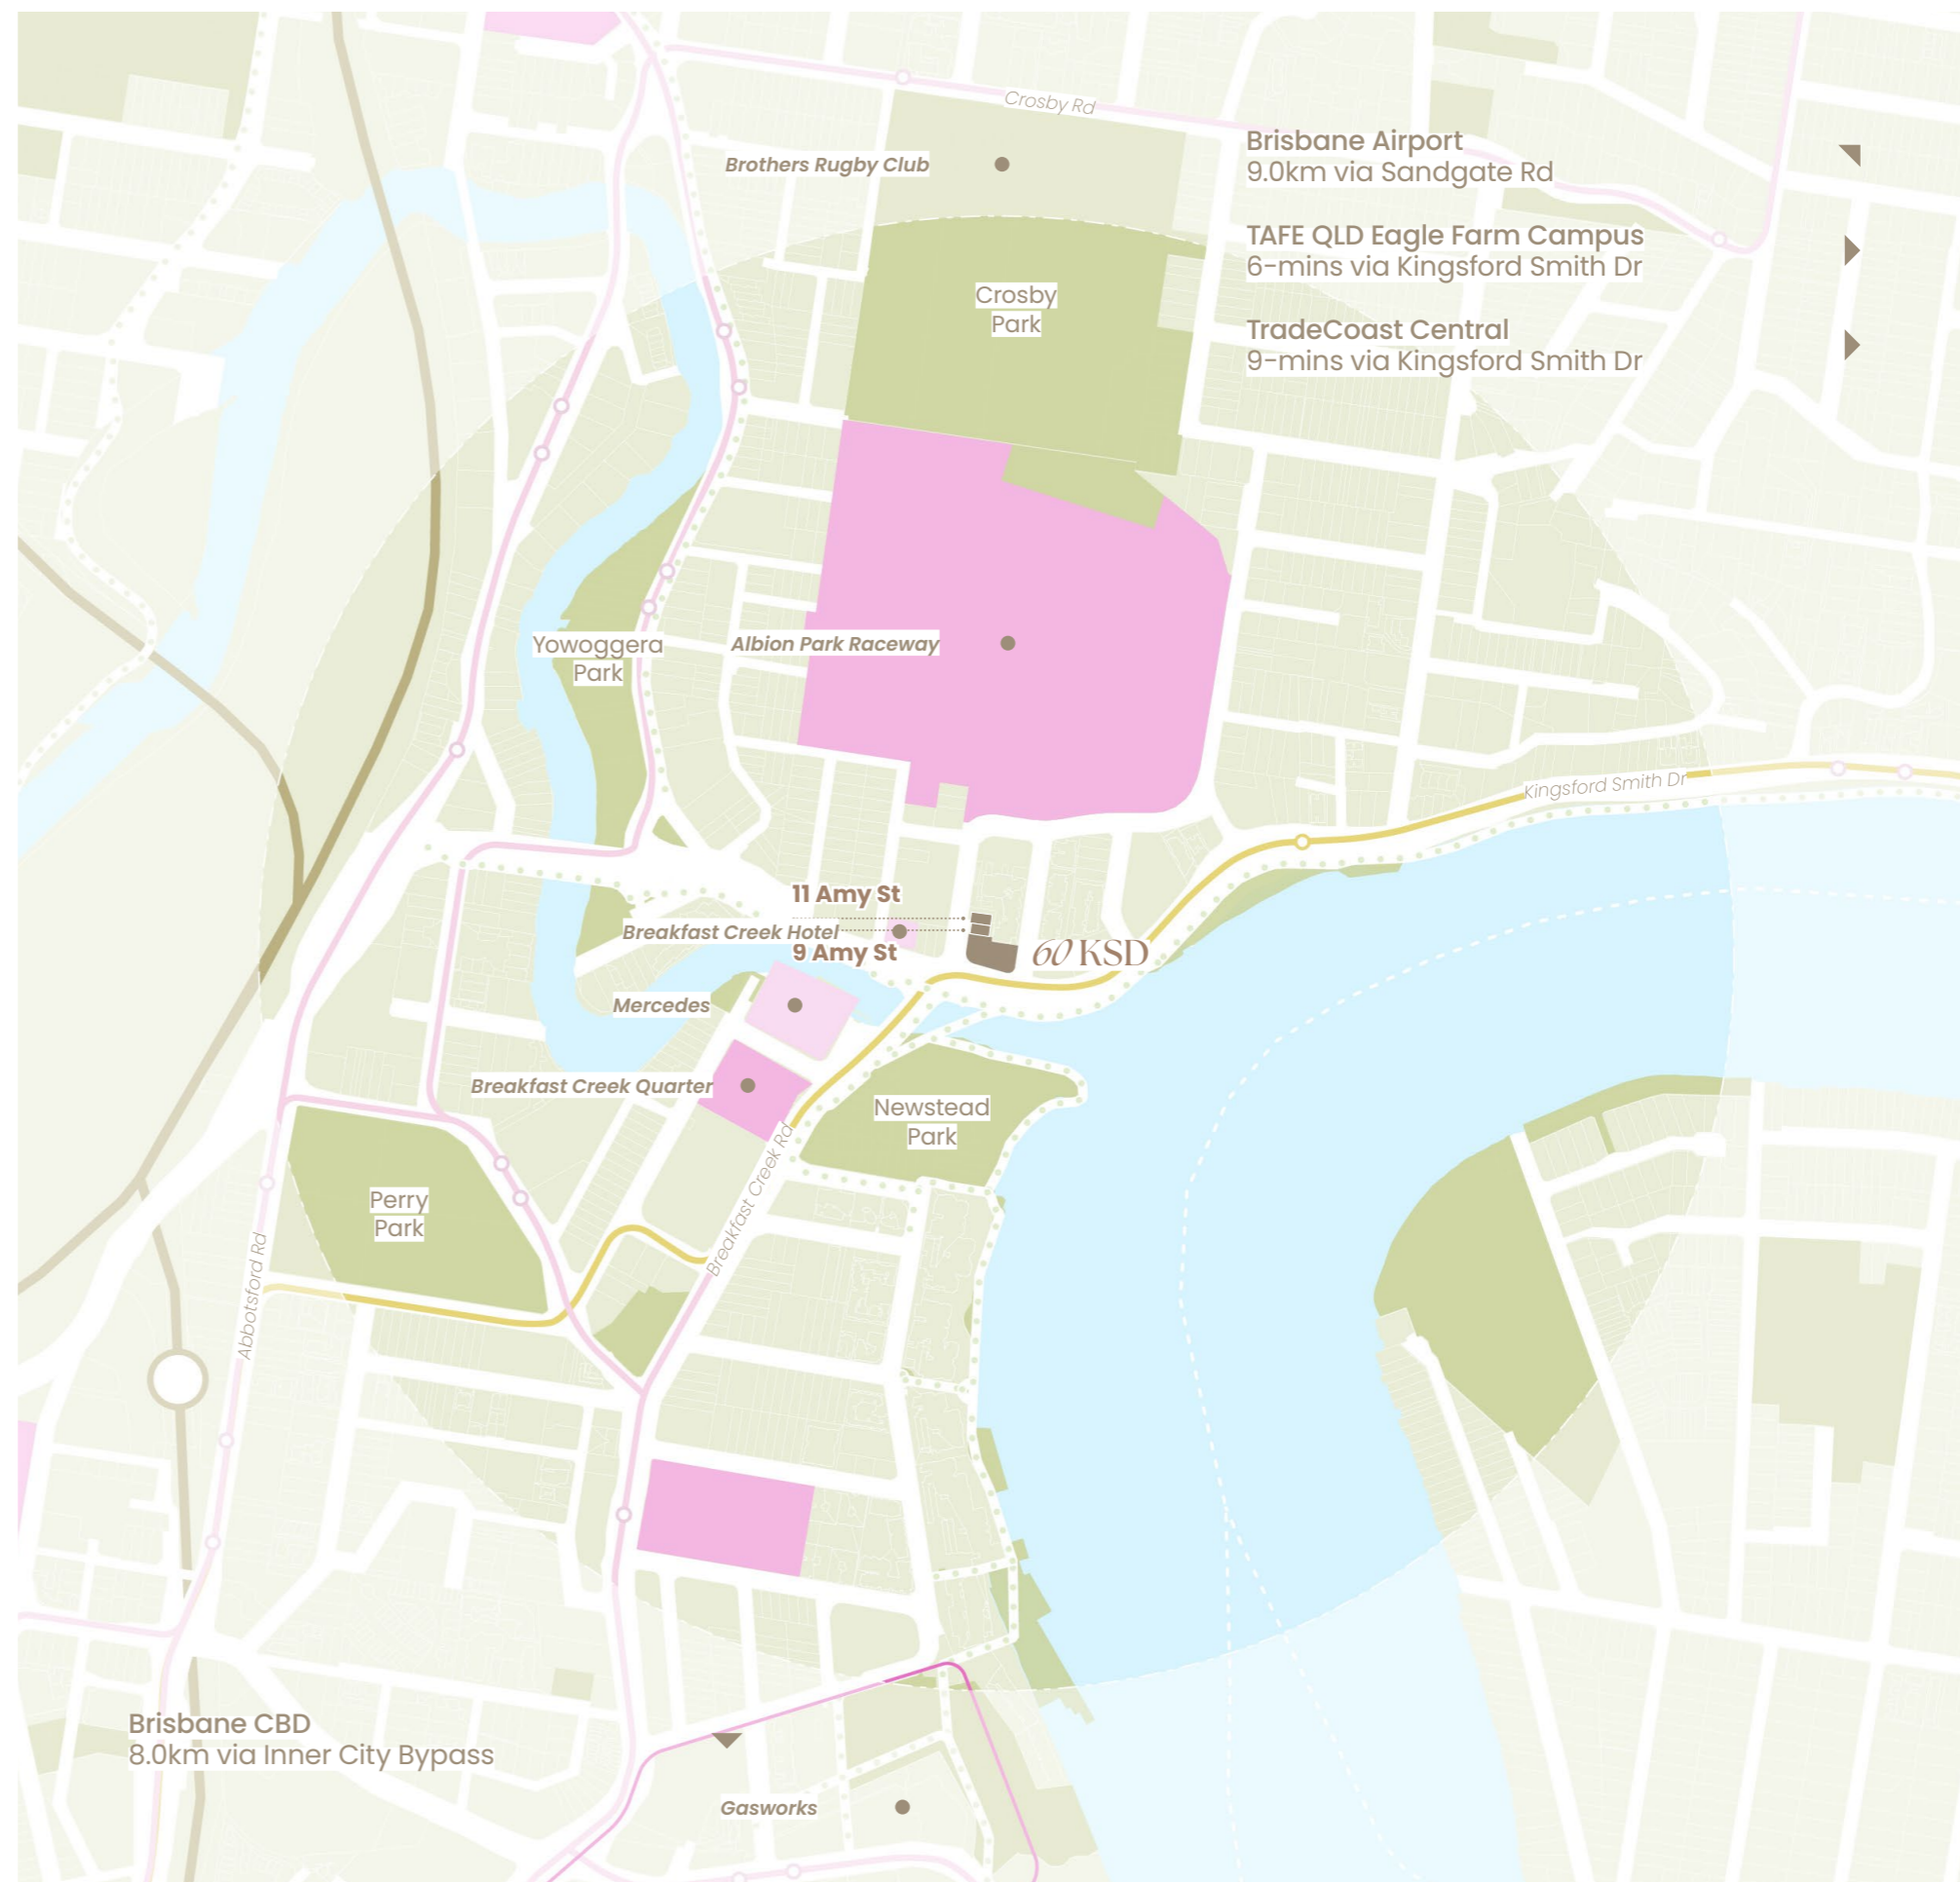 Crosby Rd
Brisbane Airport
9.0km via Sandgate Rd
Brothers Rugby Club
TAFE QLD Eagle Farm Campus
6-mins via Kingsford Smith Dr
Crosby
Park
TradeCoast Central
9-mins via Kingsford Smith Dr
Yowoggera
Park
Albion Park Raceway
Kingsford Smith Dr
11 Amy St
Breakfast Creek Hotel
9 Amy St
60 KSD
Mercedes
Breakfast Creek Quarter
Newstead
Park
Breakfast Creek Rd
Perry
Park
Abbotsford Rd
Brisbane CBD
8.0km via Inner City Bypass
Gasworks